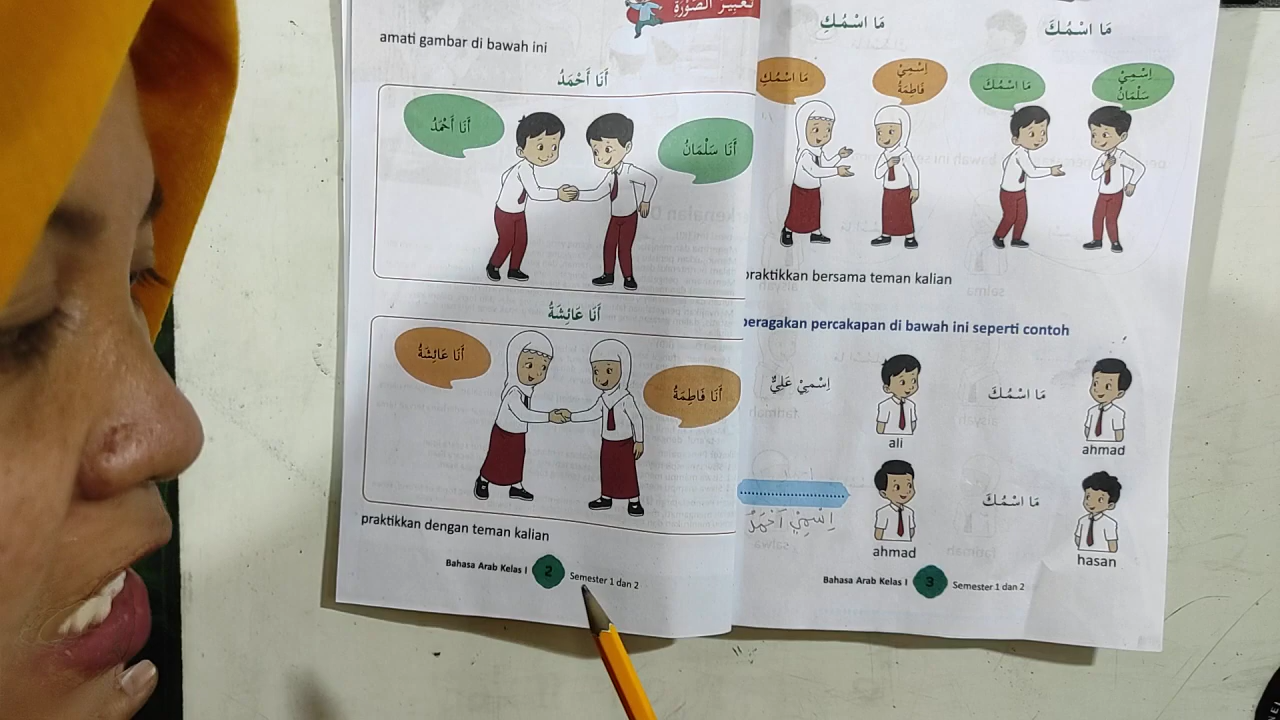 تَعْبِيْرُ الصُّوْرَةِ
amati gambar di bawah ini
أَنَا أَحْمَدُ
أَنَا أَحْمَدُ
أَنَا سَلْمَانُ
أَنَا عَائِشَةُ
أَنَا عَائِشَةُ
أَنَا فَاطِمَةُ
praktikkan dengan teman kalian
Bahasa Arab Kelas I 2 Semester 1 dan 2
مَا اسْمُكَ
مَا اسْمُكِ
اِسْمِيْ
سَلْمَانُ
مَا اسْمُكَ
اِسْمِيْ
فَاطِمَةُ
مَا اسْمُكِ
praktikkan bersama teman kalian
peragakan percakapan di bawah ini seperti contoh
مَا اسْمُكَ
اِسْمِيْ عَلِيٌّ
ali
ahmad
مَا اسْمُكَ
....................
اِسْمِيْ أَحْمَدُ
ahmad
hasan
Bahasa Arab Kelas I 3 Semester 1 dan 2